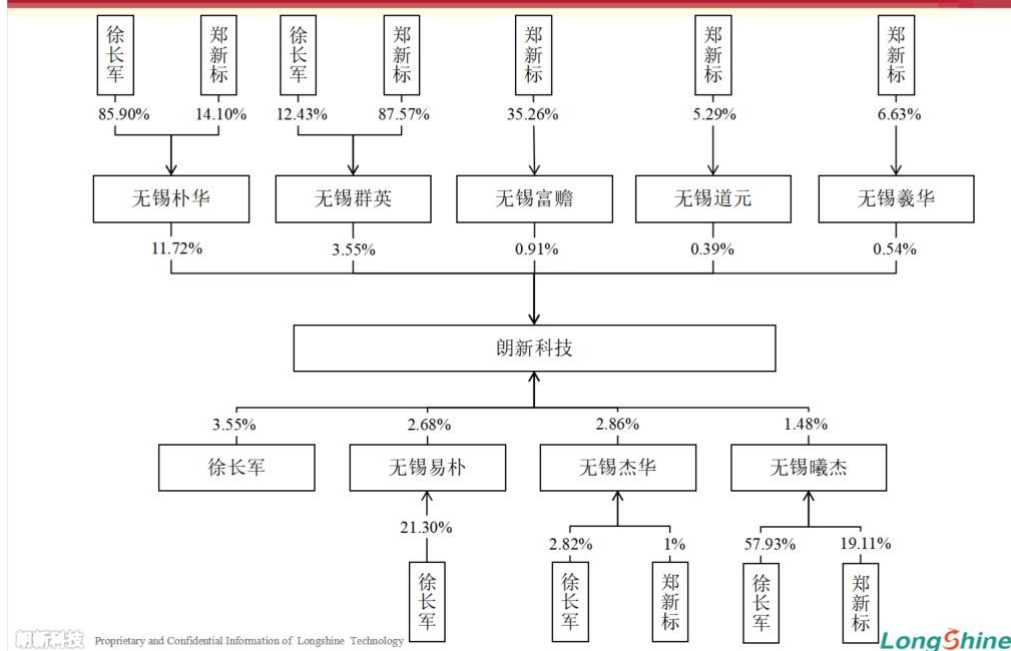 徐长军
郑新标
徐长军
郑新标
郑新标
郑新标
郑新标
85.90%
14.10%
12.43%
87.57%
35.26%
5.29%
6.63%
无锡朴华
无锡群英
无锡富赡
无锡道元
无锡羲华
11.72%
3.55%
0.91%
0.39%
0.54%
朗新科技
3.55%
2.68%
2.86%
1.48%
徐长军
无锡易朴
无锡杰华
无锡曦杰
21.30%
2.82%
1%
57.93%
19.11%
徐长军
徐长军
郑新标
徐长军
郑新标
朗新科技
Proprietary and Confidential Information of Longshine Technology
LongShine